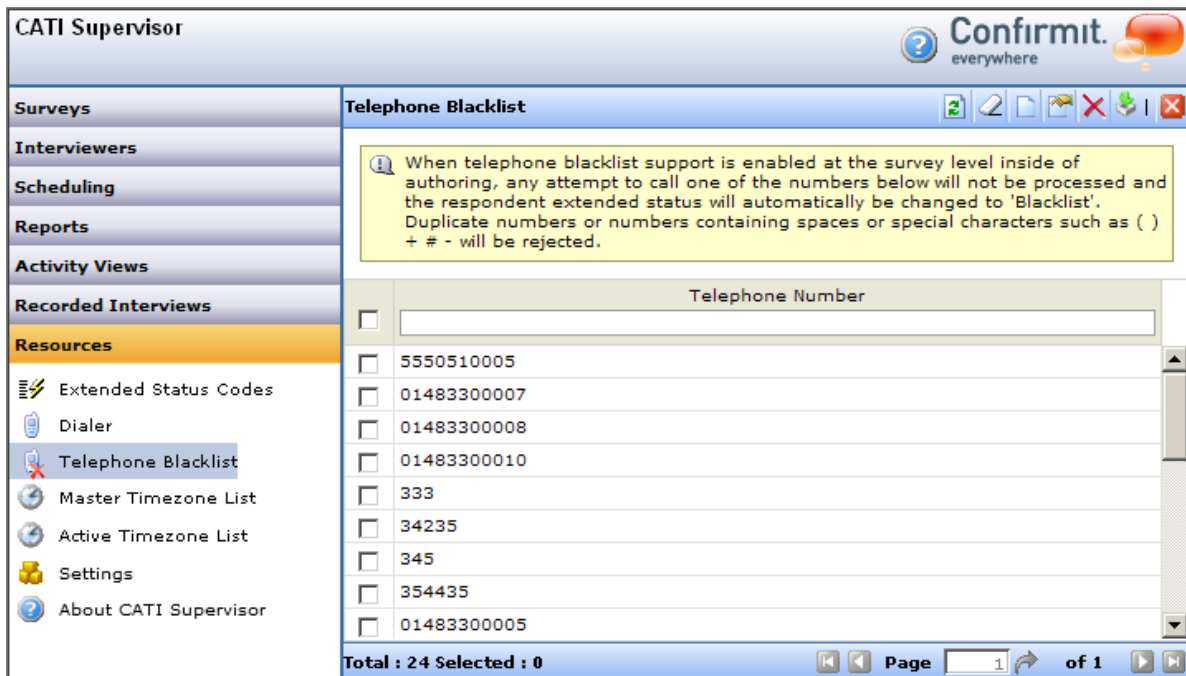 CATI Supervisor
Confirmit.
everywhere
Surveys
Interviewers
Scheduling
Reports
Activity Views
Recorded Interviews
Resources
Extended Status Codes
Dialer
Telephone Blacklist
Master Timezone List
Active Timezone List
Settings
About CATI Supervisor
Telephone Blacklist
When telephone blacklist support is enabled at the survey level inside of
authoring, any attempt to call one of the numbers below will not be processed and
the respondent extended status will automatically be changed to 'Blacklist'.
Duplicate numbers or numbers containing spaces or special characters such as ( )
+ # - will be rejected.
Telephone Number
5550510005
01483300007
01483300008
01483300010
333
34235
345
354435
01483300005
Total : 24 Selected : 0
Page 1 of 1